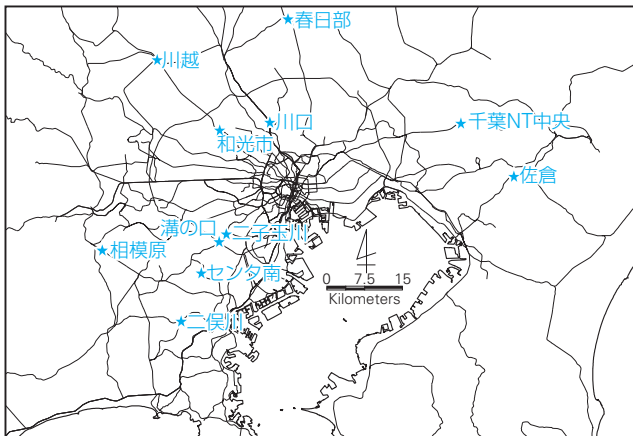 春日部
川越
川口
千葉NT中央
和光市
佐倉
溝の口
二子玉川
相模原
センタ南
0 7.5 15
Kilometers
二俣川